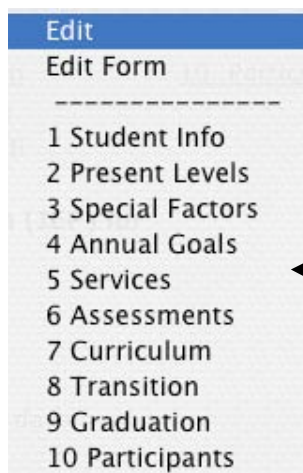 Edit
Edit Form
---------------
1 Student Info
2 Present Levels
3 Special Factors
4 Annual Goals
5 Services
6 Assessments
7 Curriculum
8 Transition
9 Graduation
10 Participants